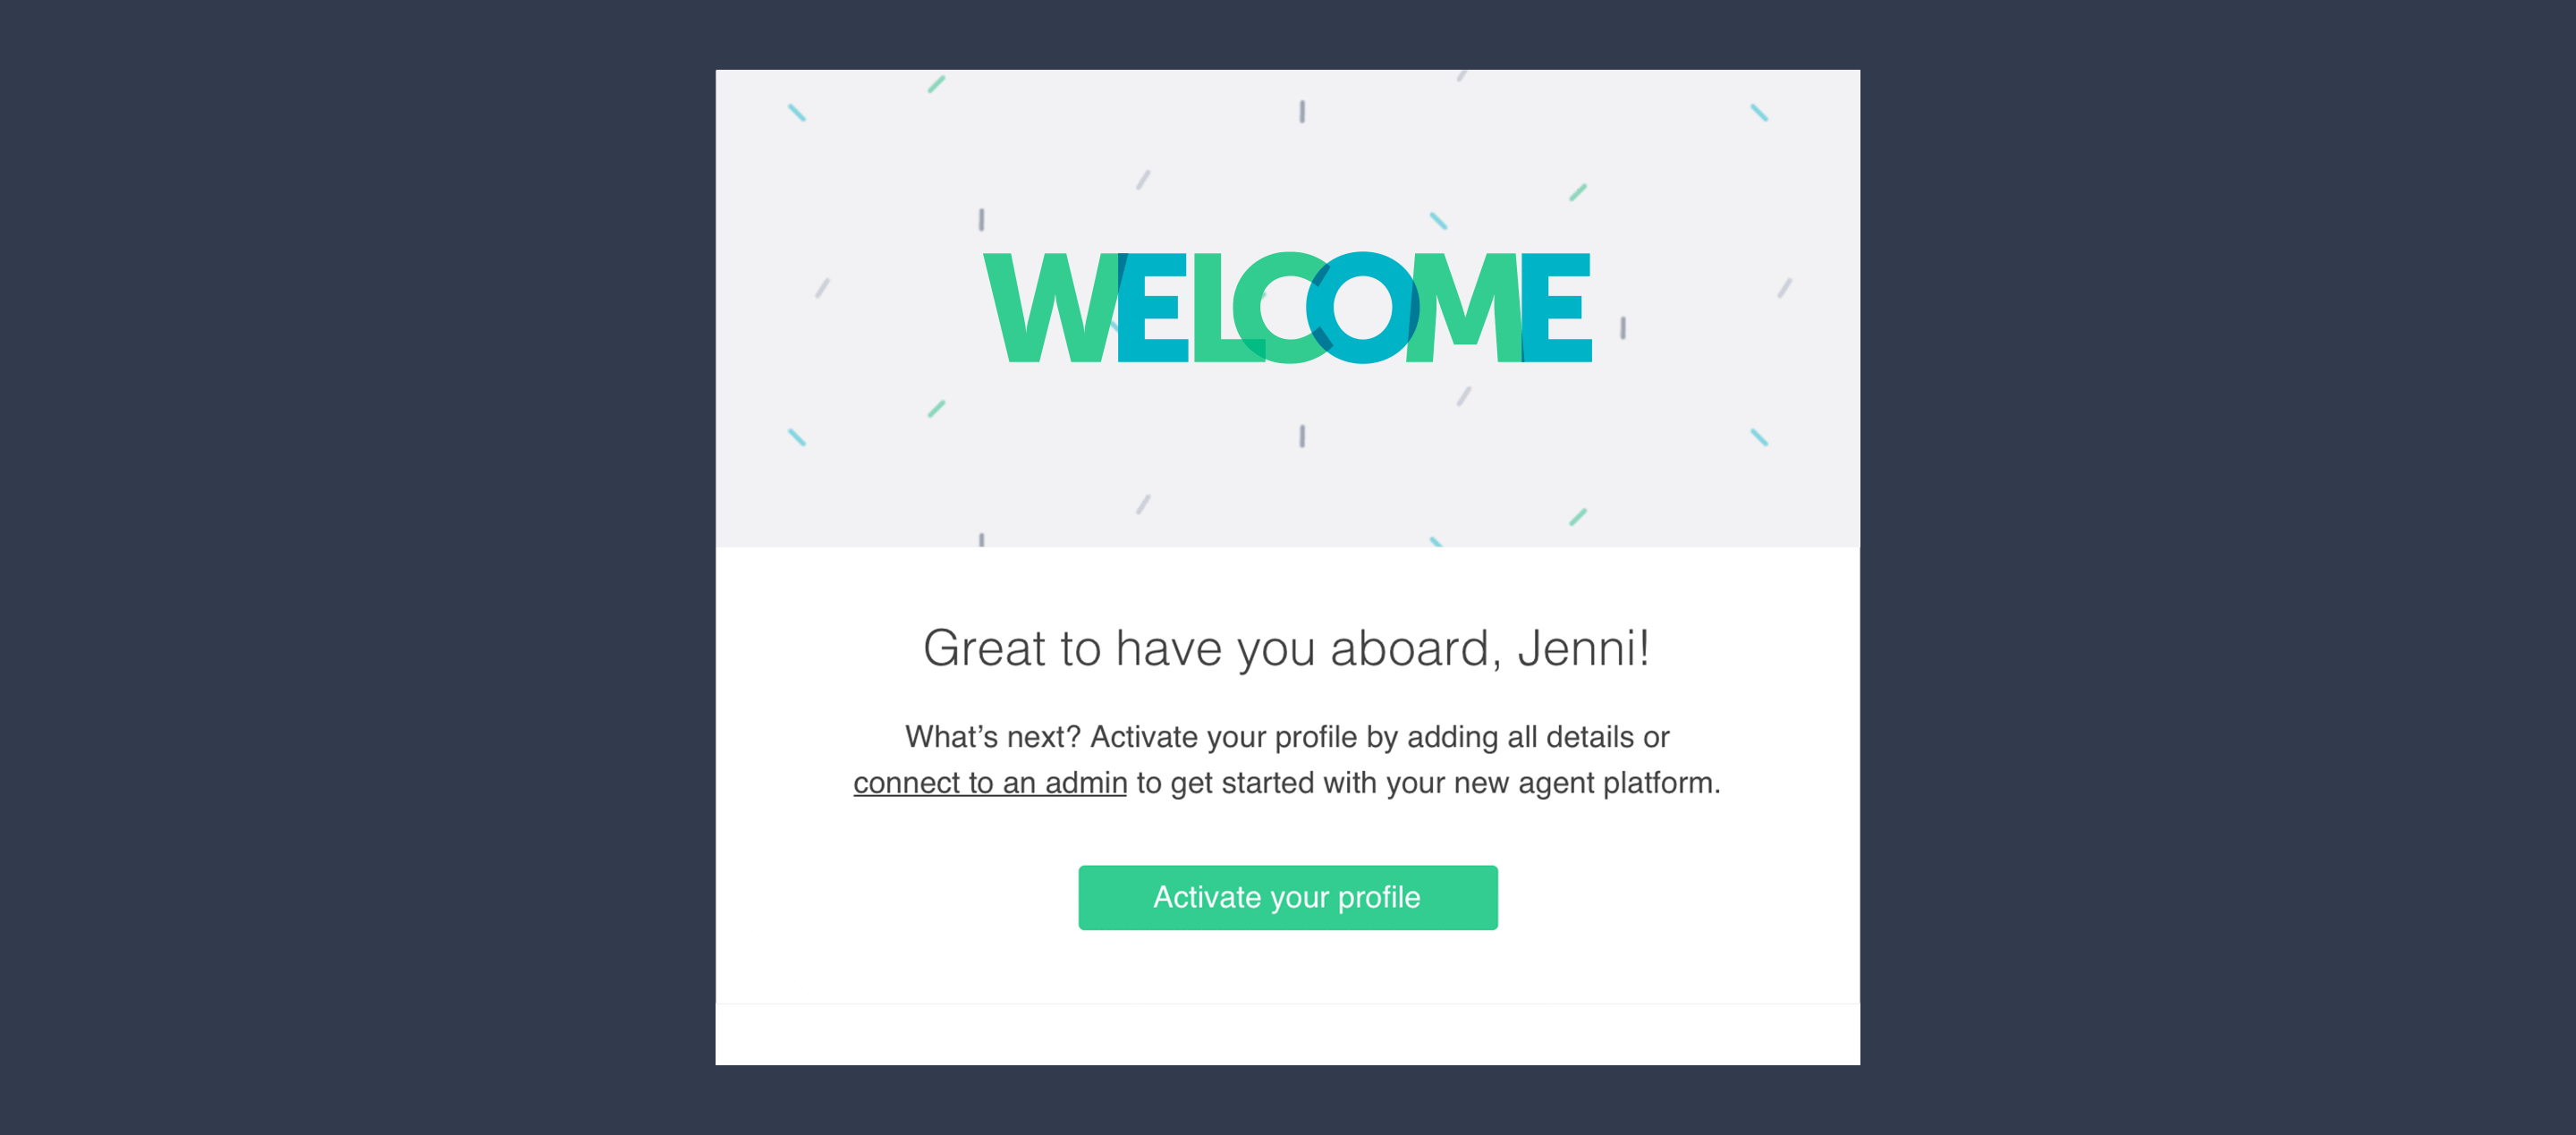 WELCOME
Great to have you aboard, Jenni!
What’s next? Activate your profile by adding all details or
connect to an admin to get started with your new agent platform.
Activate your profile